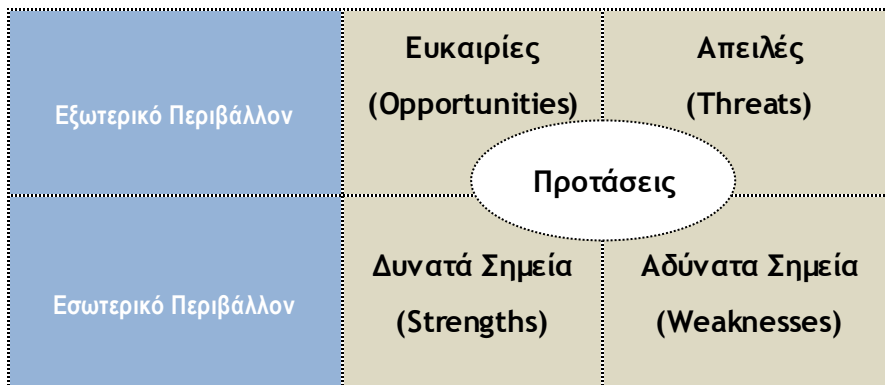 Ευκαιρίες
(Opportunities)
Απειλές
(Threats)
Εξωτερικό Περιβάλλον
Προτάσεις
Δυνατά Σημεία
(Strengths)
Αδύνατα Σημεία
(Weaknesses)
Εσωτερικό Περιβάλλον